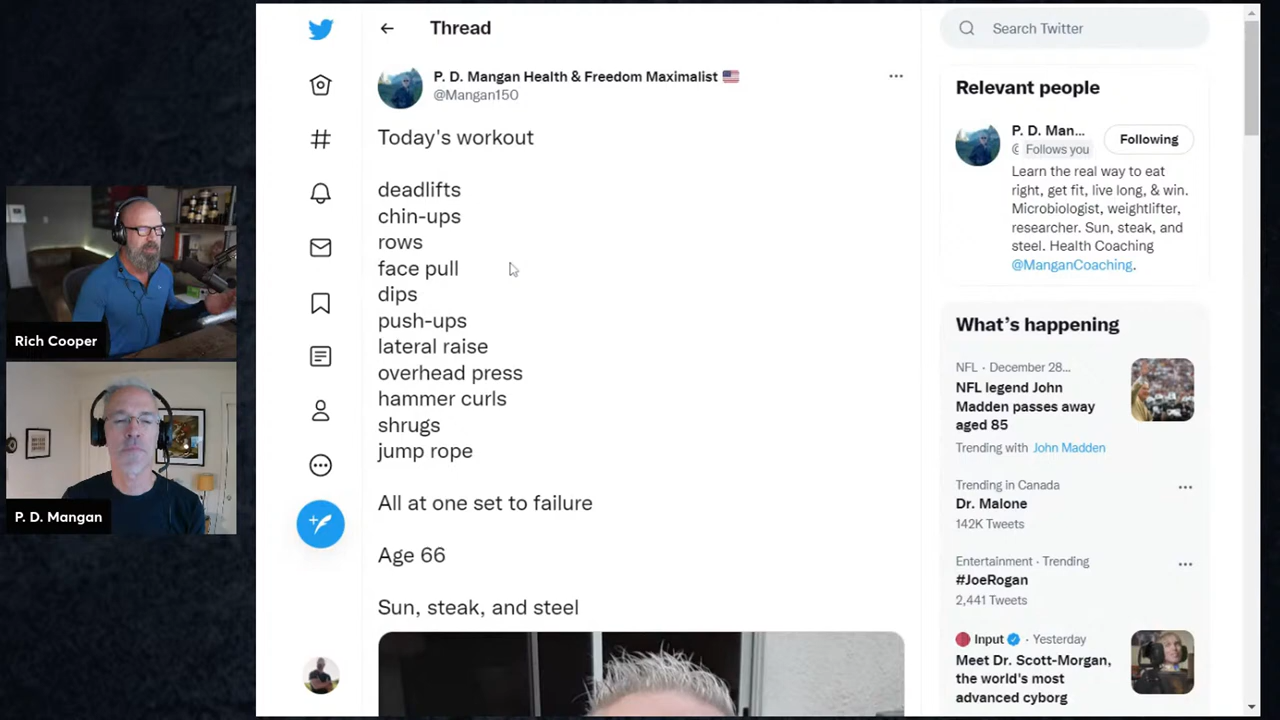 Thread
P. D. Mangan Health & Freedom Maximalist 🇺🇸
@Mangan150
Today's workout
deadlifts
chin-ups
rows
face pull
dips
push-ups
lateral raise
overhead press
hammer curls
shrugs
jump rope
All at one set to failure
Age 66
Sun, steak, and steel
Search Twitter
Relevant people
P. D. Man...
Follows you
Following
Learn the real way to eat
right, get fit, live long, & win.
Microbiologist, weightlifter,
researcher. Sun, steak, and
steel. Health Coaching
@ManganCoaching.
What's happening
NFL · December 28...
NFL legend John
Madden passes away
aged 85
Trending with John Madden
Trending in Canada
Dr. Malone
142K Tweets
Entertainment · Trending
#JoeRogan
2,441 Tweets
Input · Yesterday
Meet Dr. Scott-Morgan,
the world's most
advanced cyborg
Rich Cooper
P. D. Mangan